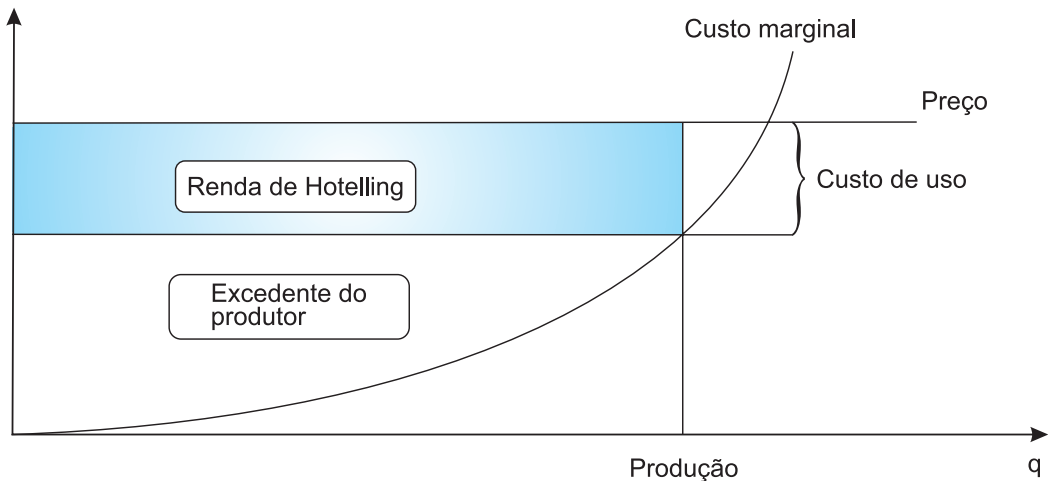 Custo marginal
Preço
Renda de Hotelling
Custo de uso
Excedente do
produtor
Produção
q